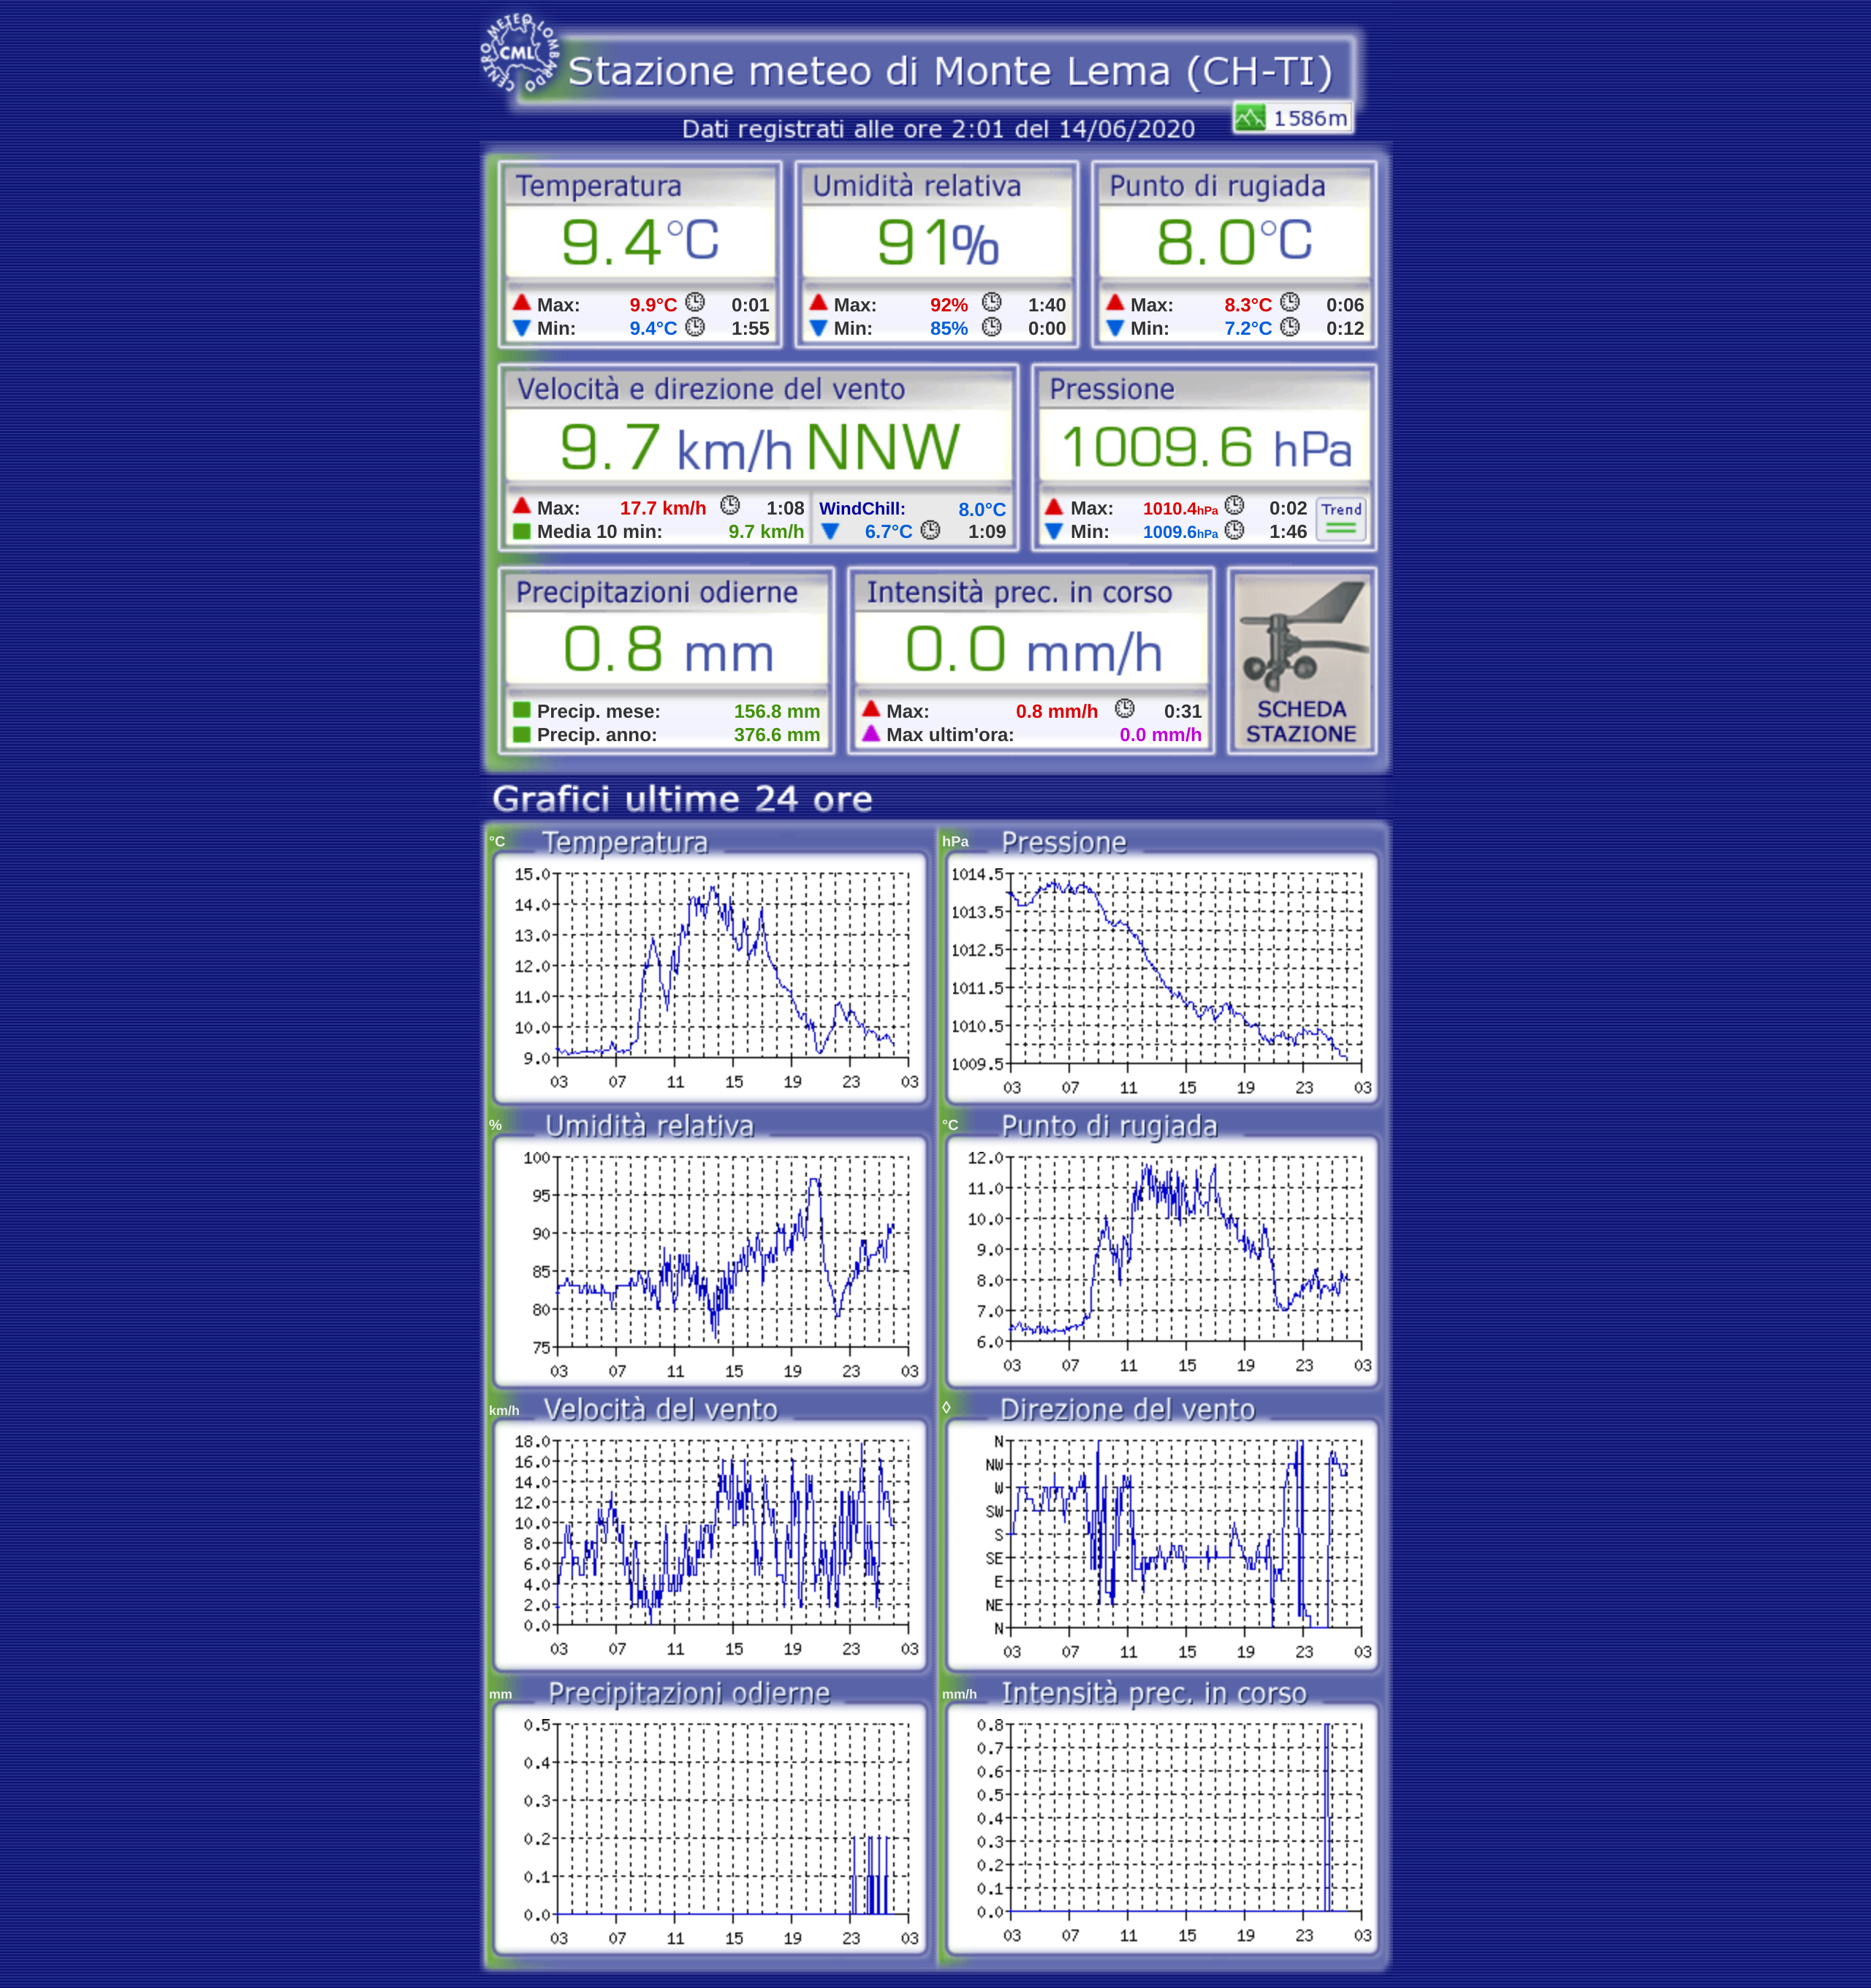 CENTRO METEO LOMBARDO
CML
Stazione meteo di Monte Lema (CH-TI)
1586m
Dati registrati alle ore 2:01 del 14/06/2020
Temperatura
9.4°C
Max: 9.9°C 0:01
Min: 9.4°C 1:55
Umidità relativa
91%
Max: 92% 1:40
Min: 85% 0:00
Punto di rugiada
8.0°C
Max: 8.3°C 0:06
Min: 7.2°C 0:12
Velocità e direzione del vento
9.7 km/h NNW
Max: 17.7 km/h 1:08
Media 10 min: 9.7 km/h
WindChill: 8.0°C
6.7°C 1:09
Pressione
1009.6 hPa
Max: 1010.4hPa 0:02
Min: 1009.6hPa 1:46
Trend
Precipitazioni odierne
0.8 mm
Precip. mese: 156.8 mm
Precip. anno: 376.6 mm
Intensità prec. in corso
0.0 mm/h
Max: 0.8 mm/h 0:31
Max ultim'ora: 0.0 mm/h
SCHEDA
STAZIONE
Grafici ultime 24 ore
°C Temperatura
15.0
14.0
13.0
12.0
11.0
10.0
9.0
03 07 11 15 19 23 03
hPa Pressione
1014.5
1013.5
1012.5
1011.5
1010.5
1009.5
03 07 11 15 19 23 03
% Umidità relativa
100
95
90
85
80
75
03 07 11 15 19 23 03
°C Punto di rugiada
12.0
11.0
10.0
9.0
8.0
7.0
6.0
03 07 11 15 19 23 03
km/h Velocità del vento
18.0
16.0
14.0
12.0
10.0
8.0
6.0
4.0
2.0
0.0
03 07 11 15 19 23 03
◊ Direzione del vento
N
NW
W
SW
S
SE
E
NE
N
03 07 11 15 19 23 03
mm Precipitazioni odierne
0.5
0.4
0.3
0.2
0.1
0.0
03 07 11 15 19 23 03
mm/h Intensità prec. in corso
0.8
0.7
0.6
0.5
0.4
0.3
0.2
0.1
0.0
03 07 11 15 19 23 03